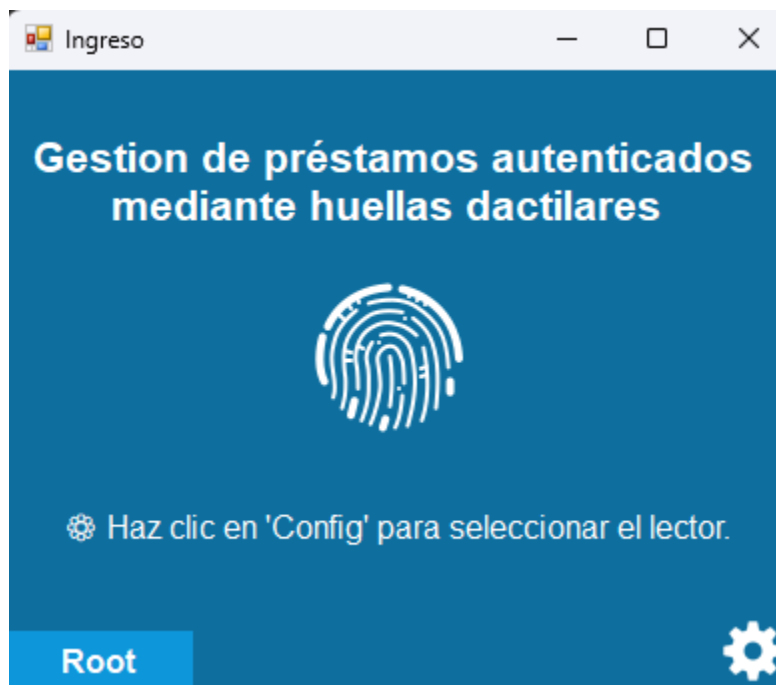 Ingreso
Gestion de préstamos autenticados
mediante huellas dactilares
Haz clic en 'Config' para seleccionar el lector.
Root